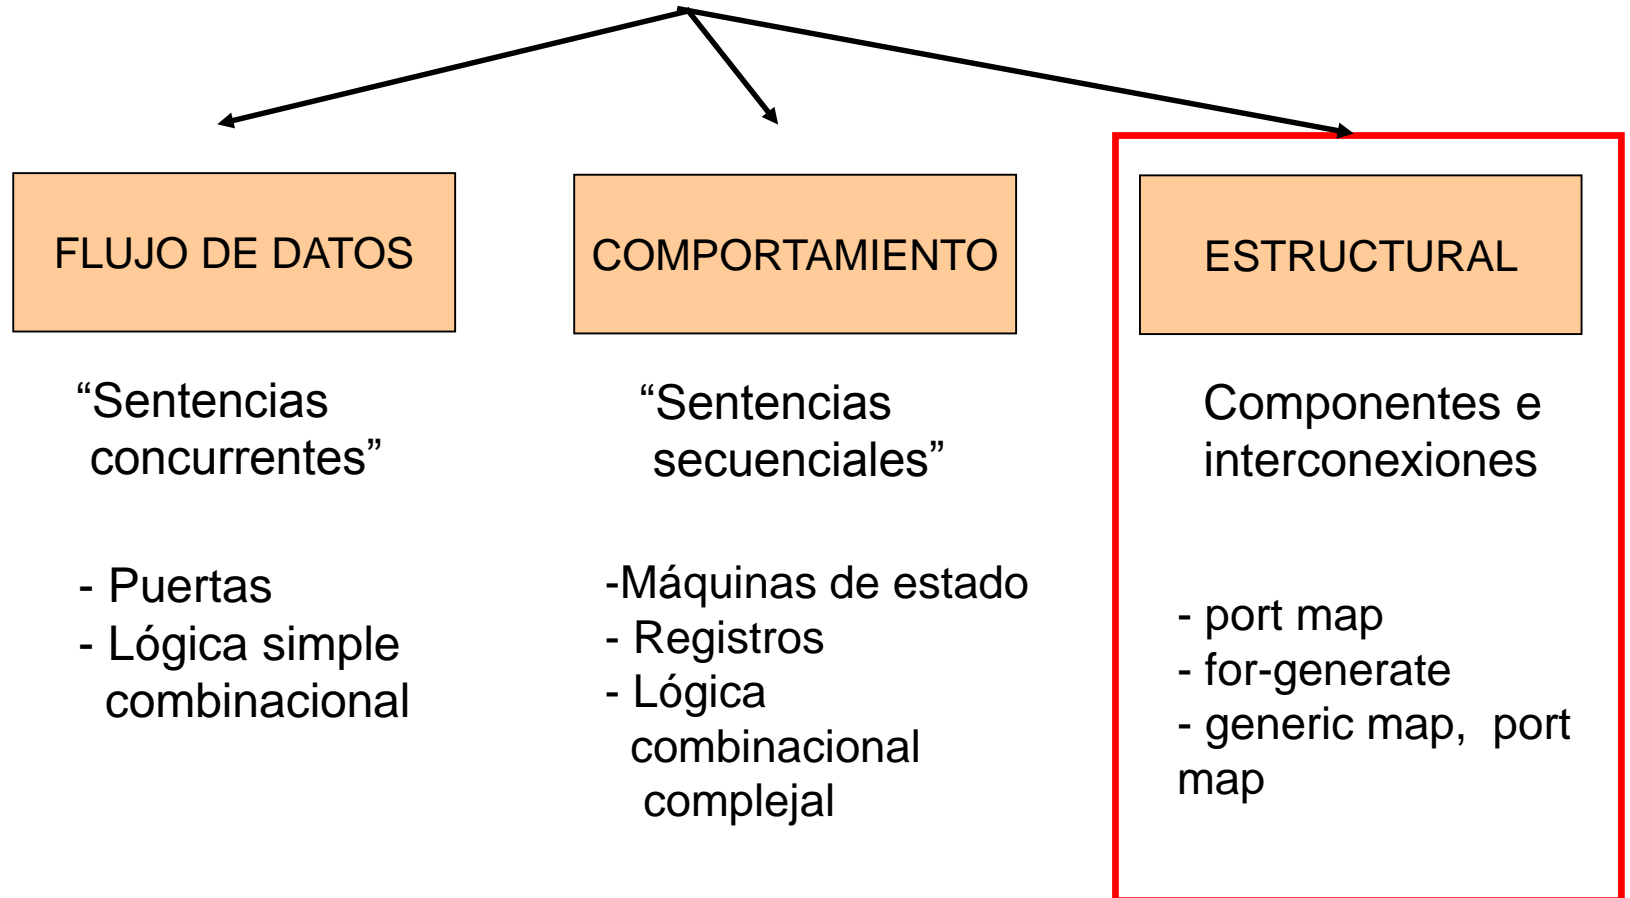 FLUJO DE DATOS
“Sentencias
concurrentes”
- Puertas
- Lógica simple
combinacional
COMPORTAMIENTO
“Sentencias
secuenciales”
-Máquinas de estado
- Registros
- Lógica
combinacional
complejal
ESTRUCTURAL
Componentes e
interconexiones
- port map
- for-generate
- generic map, port
map